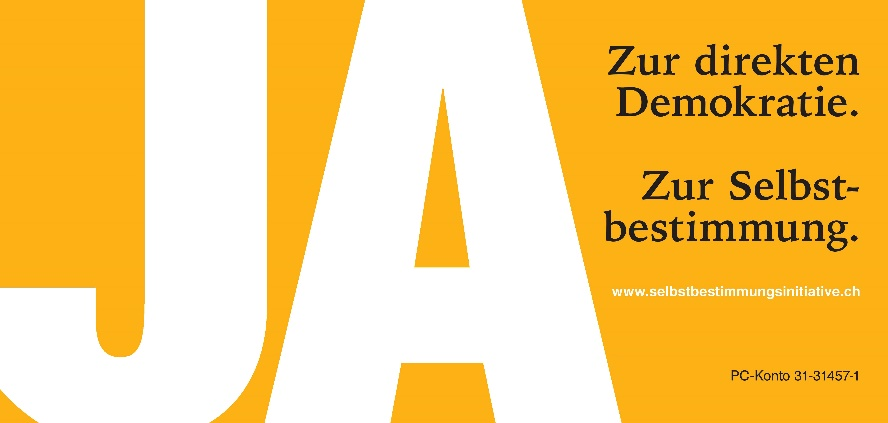 JA
Zur direkten
Demokratie.
Zur Selbst-
bestimmung.
www.selbstbestimmungsinitiative.ch
PC-Konto 31-31457-1